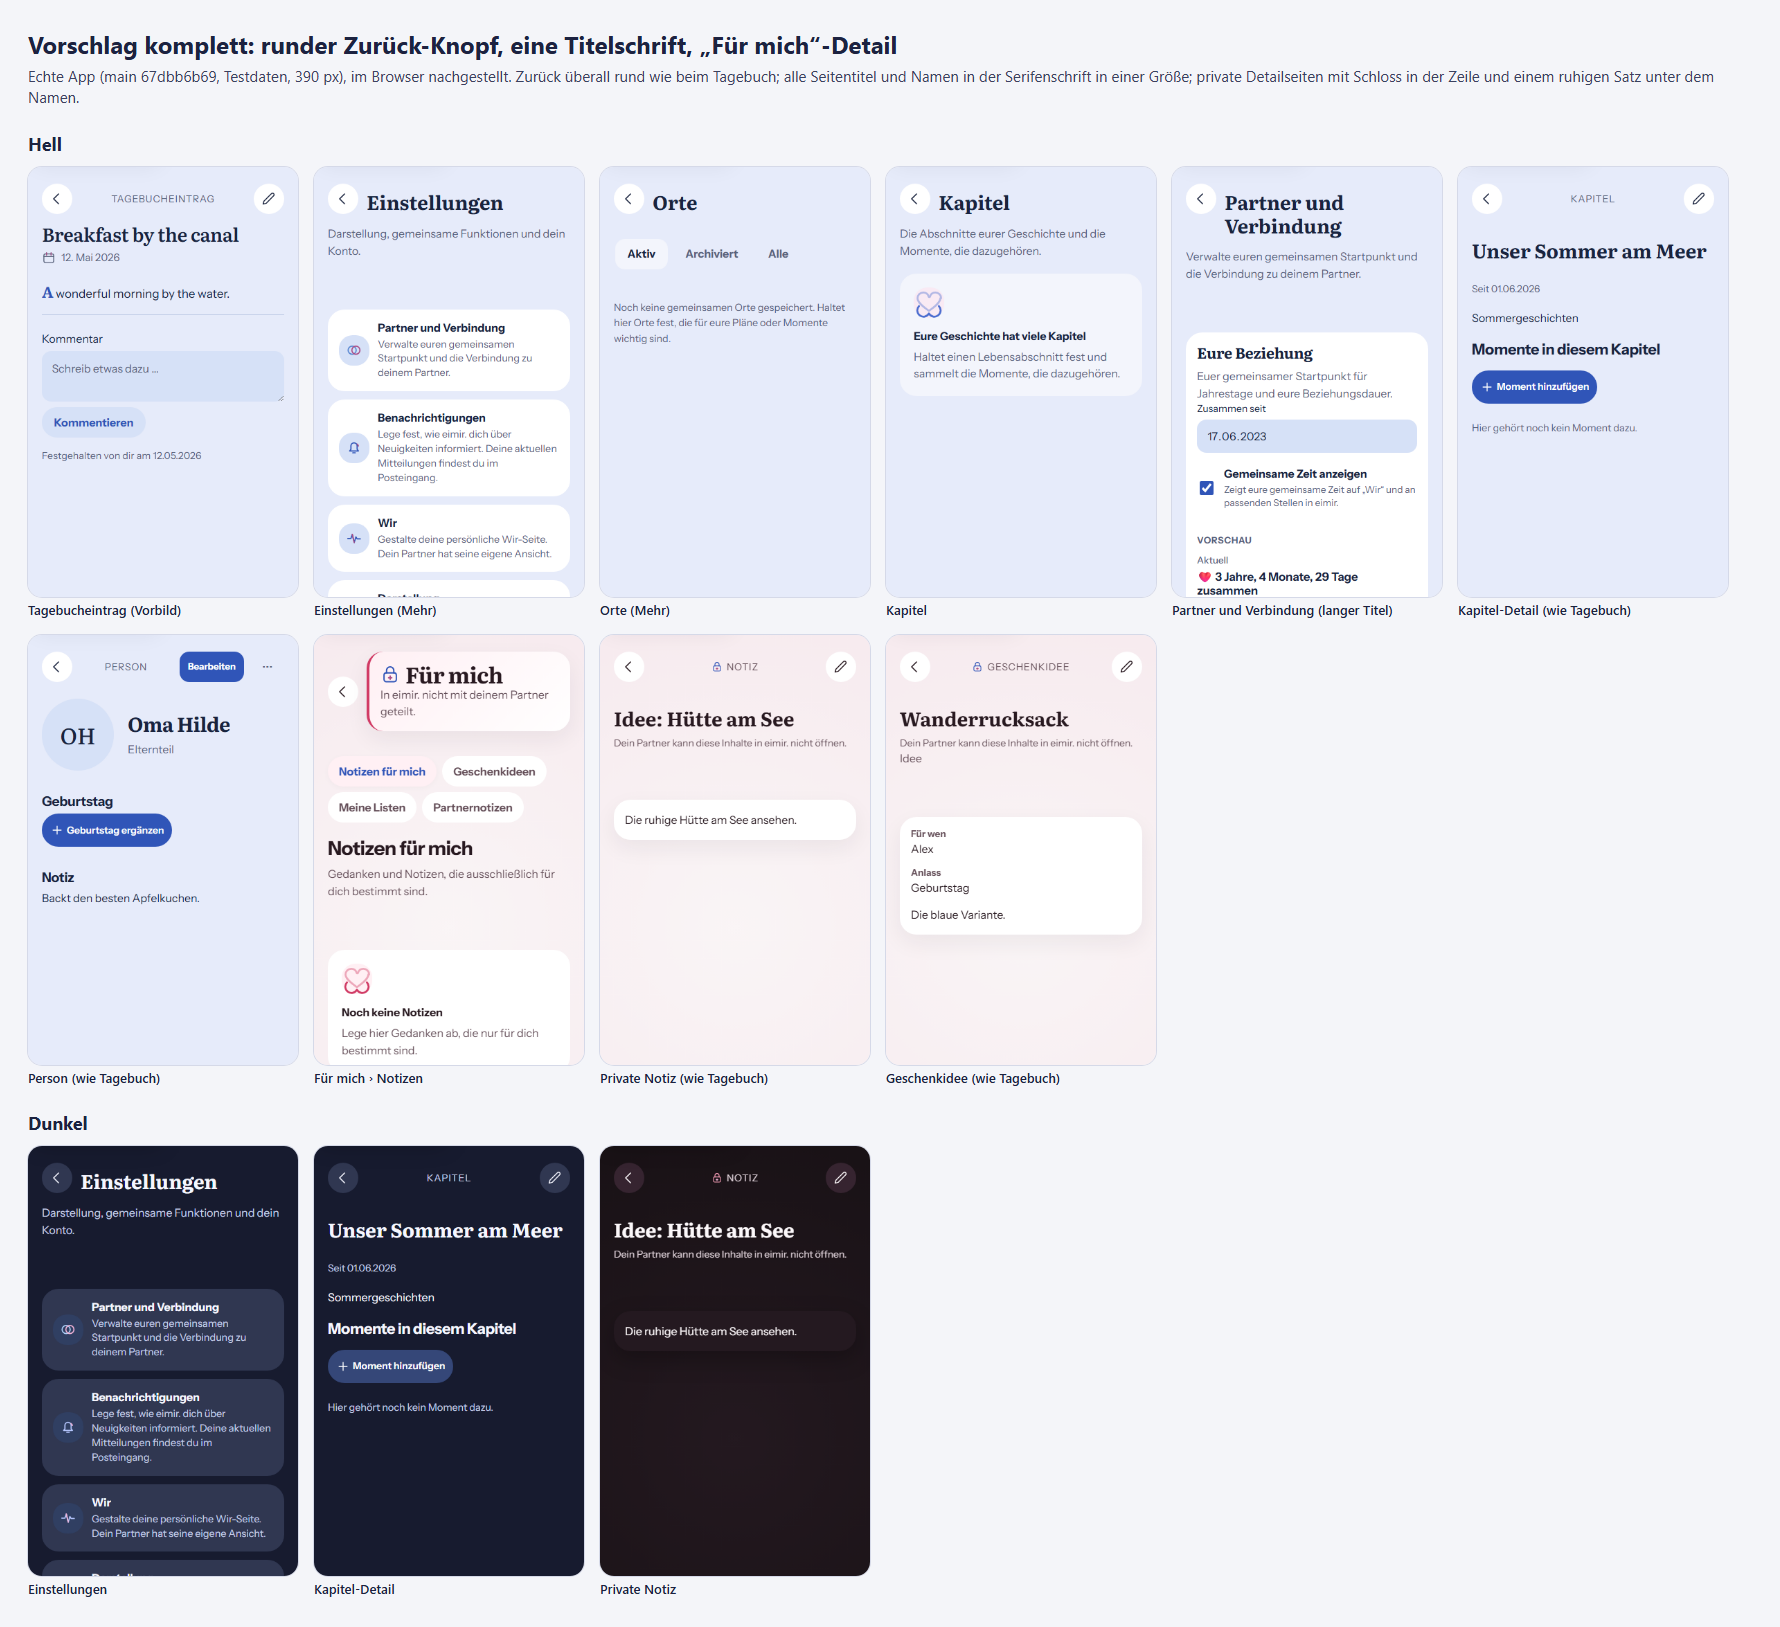 Vorschlag komplett: runder Zurück-Knopf, eine Titelschrift, „Für mich“-Detail
Echte App (main 67dbb6b69, Testdaten, 390 px), im Browser nachgestellt. Zurück überall rund wie beim Tagebuch; alle Seitentitel und Namen in der Serifenschrift in einer Größe; private Detailseiten mit Schloss in der Zeile und einem ruhigen Satz unter dem
Namen.
Hell
TAGEBUCHEINTRAG
Breakfast by the canal
12. Mai 2026
A wonderful morning by the water.
Kommentar
Schreib etwas dazu ...
Kommentieren
Festgehalten von dir am 12.05.2026
Tagebucheintrag (Vorbild)
Einstellungen
Darstellung, gemeinsame Funktionen und dein
Konto.
Partner und Verbindung
Verwalte euren gemeinsamen
Startpunkt und die Verbindung zu
deinem Partner.
Benachrichtigungen
Lege fest, wie eimir. dich über
Neuigkeiten informiert. Deine aktuellen
Mitteilungen findest du im
Posteingang.
Wir
Gestalte deine persönliche Wir-Seite.
Dein Partner hat seine eigene Ansicht.
Einstellungen (Mehr)
Orte
Aktiv
Archiviert
Alle
Noch keine gemeinsamen Orte gespeichert. Haltet
hier Orte fest, die für eure Pläne oder Momente
wichtig sind.
Orte (Mehr)
Kapitel
Die Abschnitte eurer Geschichte und die
Momente, die dazugehören.
Eure Geschichte hat viele Kapitel
Haltet einen Lebensabschnitt fest und
sammelt die Momente, die dazugehören.
Kapitel
Partner und
Verbindung
Verwalte euren gemeinsamen Startpunkt und
die Verbindung zu deinem Partner.
Eure Beziehung
Euer gemeinsamer Startpunkt für
Jahrestage und eure Beziehungsdauer.
Zusammen seit
17.06.2023
Gemeinsame Zeit anzeigen
Zeigt eure gemeinsame Zeit auf „Wir“ und an
passenden Stellen in eimir.
VORSCHAU
Aktuell
3 Jahre, 4 Monate, 29 Tage
zusammen
Partner und Verbindung (langer Titel)
KAPITEL
Unser Sommer am Meer
Seit 01.06.2026
Sommergeschichten
Momente in diesem Kapitel
+ Moment hinzufügen
Hier gehört noch kein Moment dazu.
Kapitel-Detail (wie Tagebuch)
PERSON
Bearbeiten
...
OH
Oma Hilde
Elternteil
Geburtstag
+ Geburtstag ergänzen
Notiz
Backt den besten Apfelkuchen.
Person (wie Tagebuch)
Für mich
In eimir. nicht mit deinem Partner
geteilt.
Notizen für mich
Geschenkideen
Meine Listen
Partnernotizen
Notizen für mich
Gedanken und Notizen, die ausschließlich für
dich bestimmt sind.
Noch keine Notizen
Lege hier Gedanken ab, die nur für dich
bestimmt sind.
Für mich › Notizen
NOTIZ
Idee: Hütte am See
Dein Partner kann diese Inhalte in eimir. nicht öffnen.
Die ruhige Hütte am See ansehen.
Private Notiz (wie Tagebuch)
GESCHENKIDEE
Wanderrucksack
Dein Partner kann diese Inhalte in eimir. nicht öffnen.
Idee
Für wen
Alex
Anlass
Geburtstag
Die blaue Variante.
Geschenkidee (wie Tagebuch)
Dunkel
Einstellungen
Darstellung, gemeinsame Funktionen und dein
Konto.
Partner und Verbindung
Verwalte euren gemeinsamen
Startpunkt und die Verbindung zu
deinem Partner.
Benachrichtigungen
Lege fest, wie eimir. dich über
Neuigkeiten informiert. Deine aktuellen
Mitteilungen findest du im
Posteingang.
Wir
Gestalte deine persönliche Wir-Seite.
Dein Partner hat seine eigene Ansicht.
Einstellungen
KAPITEL
Unser Sommer am Meer
Seit 01.06.2026
Sommergeschichten
Momente in diesem Kapitel
+ Moment hinzufügen
Hier gehört noch kein Moment dazu.
Kapitel-Detail
NOTIZ
Idee: Hütte am See
Dein Partner kann diese Inhalte in eimir. nicht öffnen.
Die ruhige Hütte am See ansehen.
Private Notiz